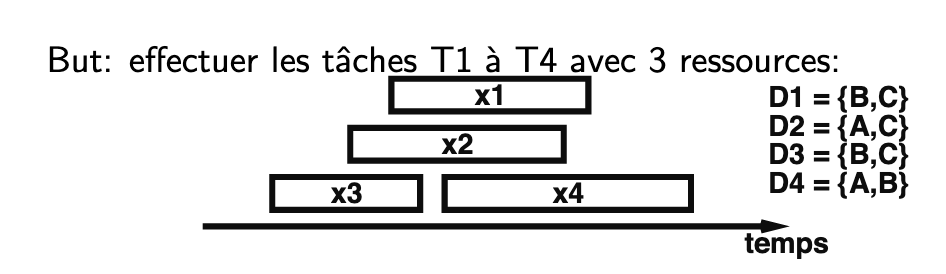 But: effectuer les tâches T1 à T4 avec 3 ressources:
x1
x2
x3
x4
temps
D1 = {B,C}
D2 = {A,C}
D3 = {B,C}
D4 = {A,B}